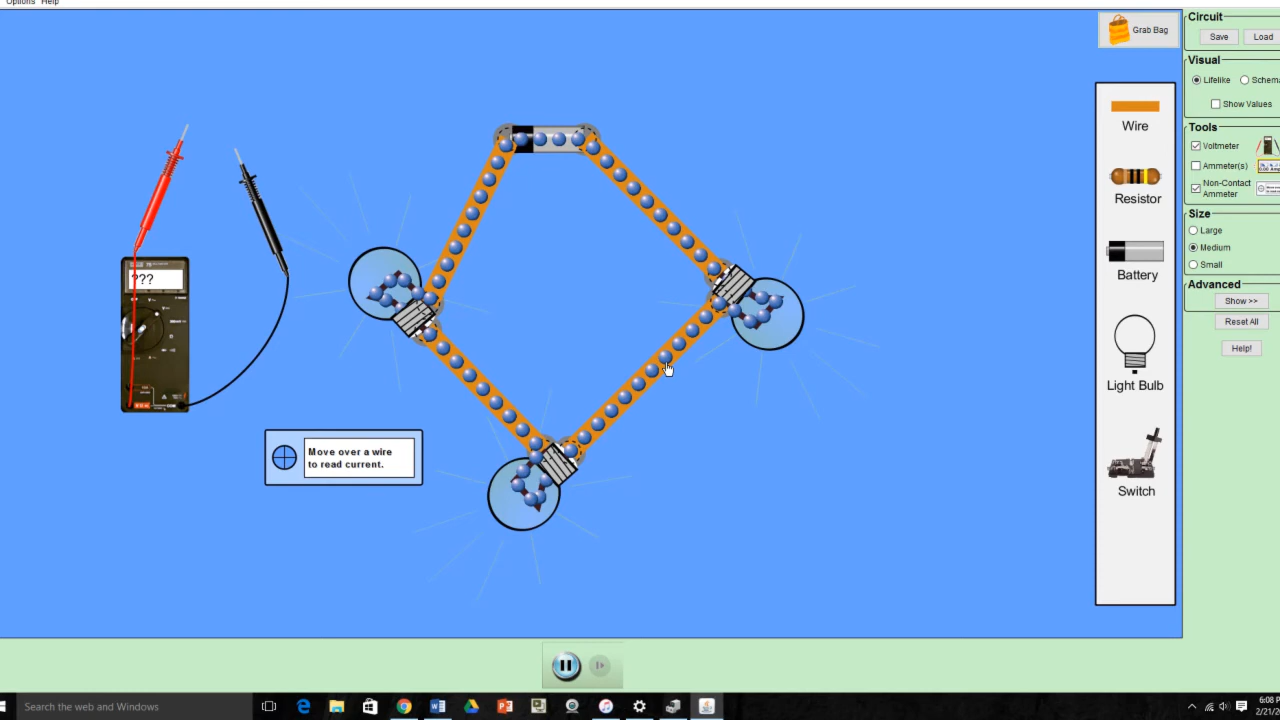 Options Help
Grab Bag
Circuit
Save Load
Visual
Lifelike
Show Values
Wire
Tools
Voltmeter
Ammeter(s)
Non-Contact
Ammeter
Resistor
Size
Large
Medium
Small
Battery
Advanced
Show >>
Reset All
Help!
Light Bulb
Switch
???
Move over a wire
to read current.
Search the web and Windows
6:08
2/21/2